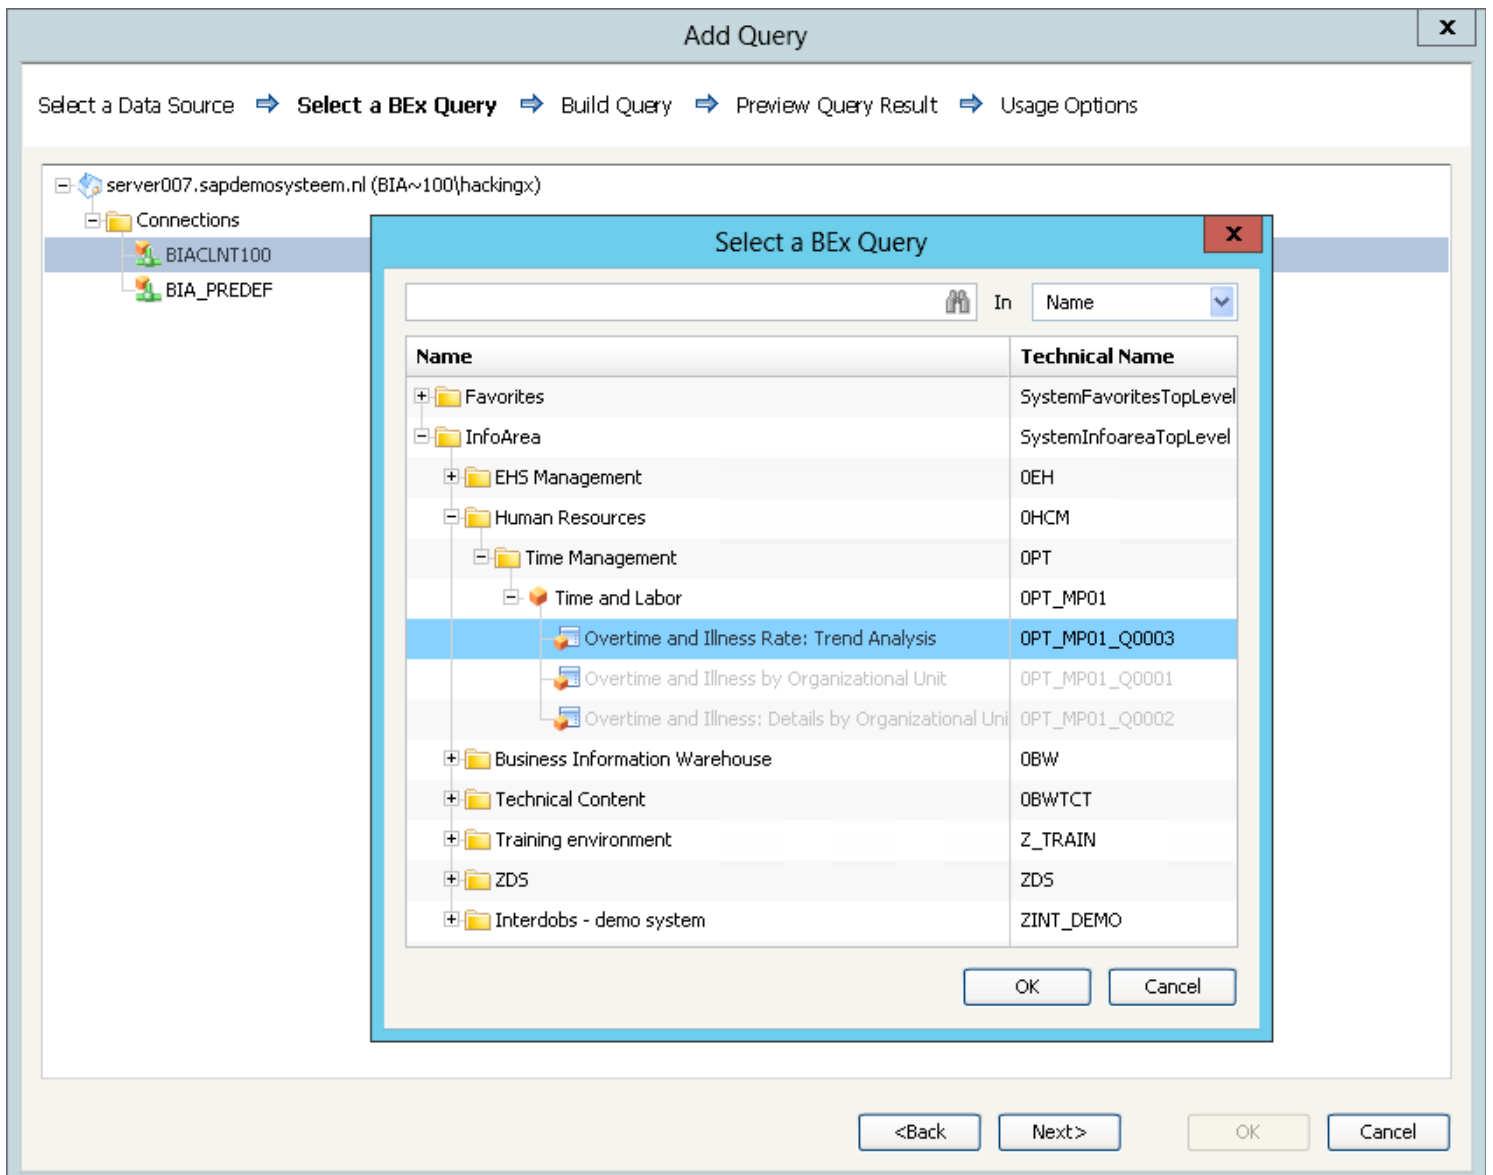 Add Query
x
Select a Data Source Select a BEx Query Build Query Preview Query Result Usage Options
server007.sapdemosysteem.nl (BIA~100\hackingx)
Connections
BIACLNT100
BIA_PREDEF
Select a BEx Query
x
In Name
Name Technical Name
Favorites SystemFavoritesTopLevel
InfoArea SystemInfoareaTopLevel
EHS Management 0EH
Human Resources 0HCM
Time Management 0PT
Time and Labor 0PT_MP01
Overtime and Illness Rate: Trend Analysis 0PT_MP01_Q0003
Overtime and Illness by Organizational Unit 0PT_MP01_Q0001
Overtime and Illness: Details by Organizational Uni 0PT_MP01_Q0002
Business Information Warehouse 0BW
Technical Content 0BWTCT
Training environment Z_TRAIN
ZDS ZDS
Interdobs - demo system ZINT_DEMO
OK Cancel
<Back Next> OK Cancel